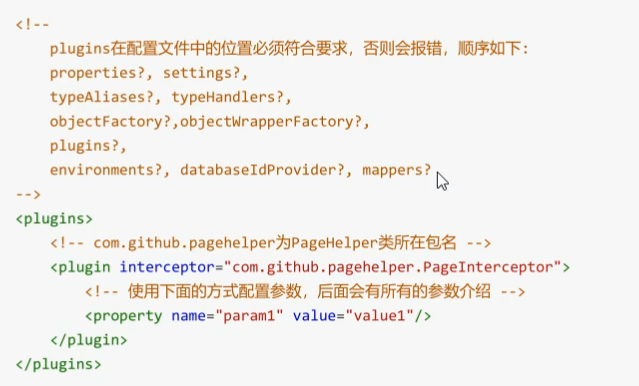 <!--
plugins在配置文件中的位置必须符合要求，否则会报错，顺序如下：
properties?, settings?,
typeAliases?, typeHandlers?,
objectFactory?,objectWrapperFactory?,
plugins?,
environments?, databaseIdProvider?, mappers?
-->
<plugins>
<!-- com.github.pagehelper为PageHelper类所在包名 -->
<plugin interceptor="com.github.pagehelper.PageInterceptor">
<!-- 使用下面的方式配置参数，后面会有所有的参数介绍 -->
<property name="param1" value="value1"/>
</plugin>
</plugins>